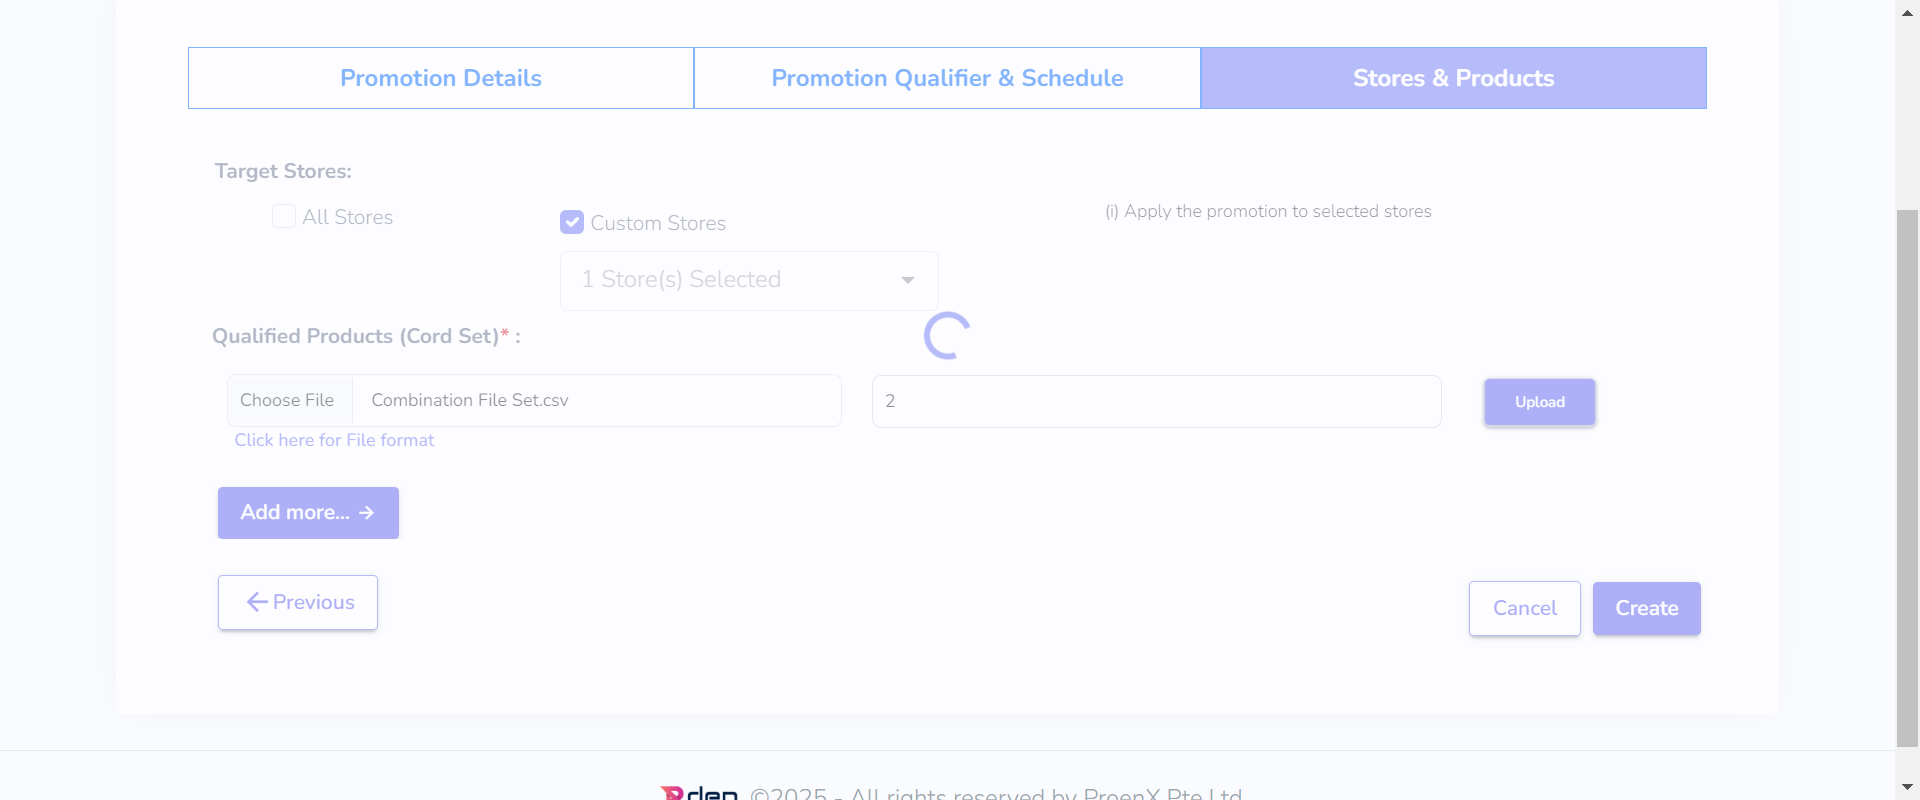 Promotion Details
Promotion Qualifier & Schedule
Stores & Products
Target Stores:
All Stores
Custom Stores
(i) Apply the promotion to selected stores
1 Store(s) Selected
Qualified Products (Cord Set)* :
Choose File
Combination File Set.csv
2
Upload
Click here for File format
Add more... →
Previous
Cancel
Create
©2025 - All rights reserved by ProenX Pte Ltd